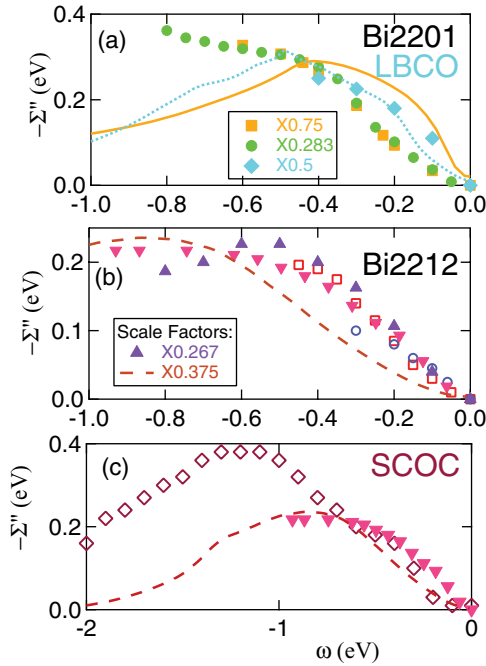 (a)
Bi2201
LBCO
−Σ'' (eV)
0.4
0.2
0.0
X0.75
X0.283
X0.5
-1.0 -0.8 -0.6 -0.4 -0.2 0.0
(b)
Bi2212
−Σ'' (eV)
0.2
0.1
0.0
Scale Factors:
X0.267
X0.375
-1.0 -0.8 -0.6 -0.4 -0.2 0.0
(c)
SCOC
−Σ'' (eV)
0.4
0.2
0.0
-2 -1 0
ω (eV)